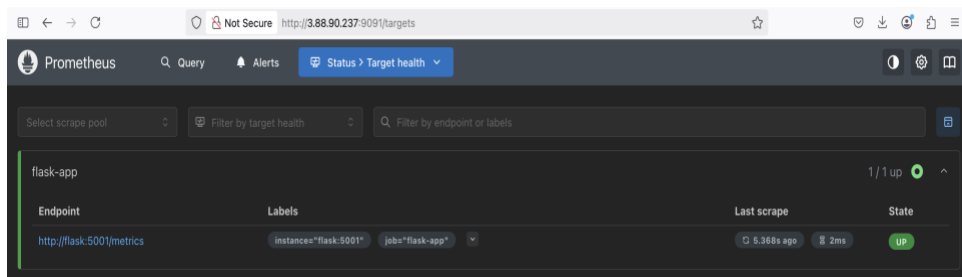 Not Secure http://3.88.90.237:9091/targets
Prometheus Query Alerts Status > Target health
Select scrape pool Filter by target health Filter by endpoint or labels
flask-app 1 / 1 up
Endpoint Labels Last scrape State
http://flask:5001/metrics instance="flask:5001" job="flask-app" 5.368s ago 2ms UP